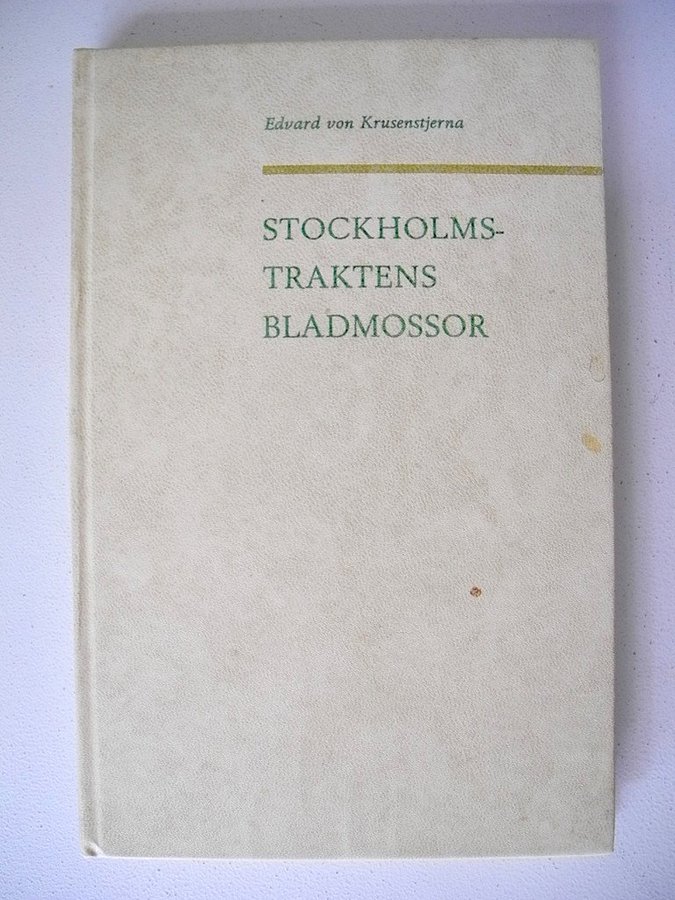 Edvard von Krusenstjerna
STOCKHOLMS-
TRAKTENS
BLADMOSSOR